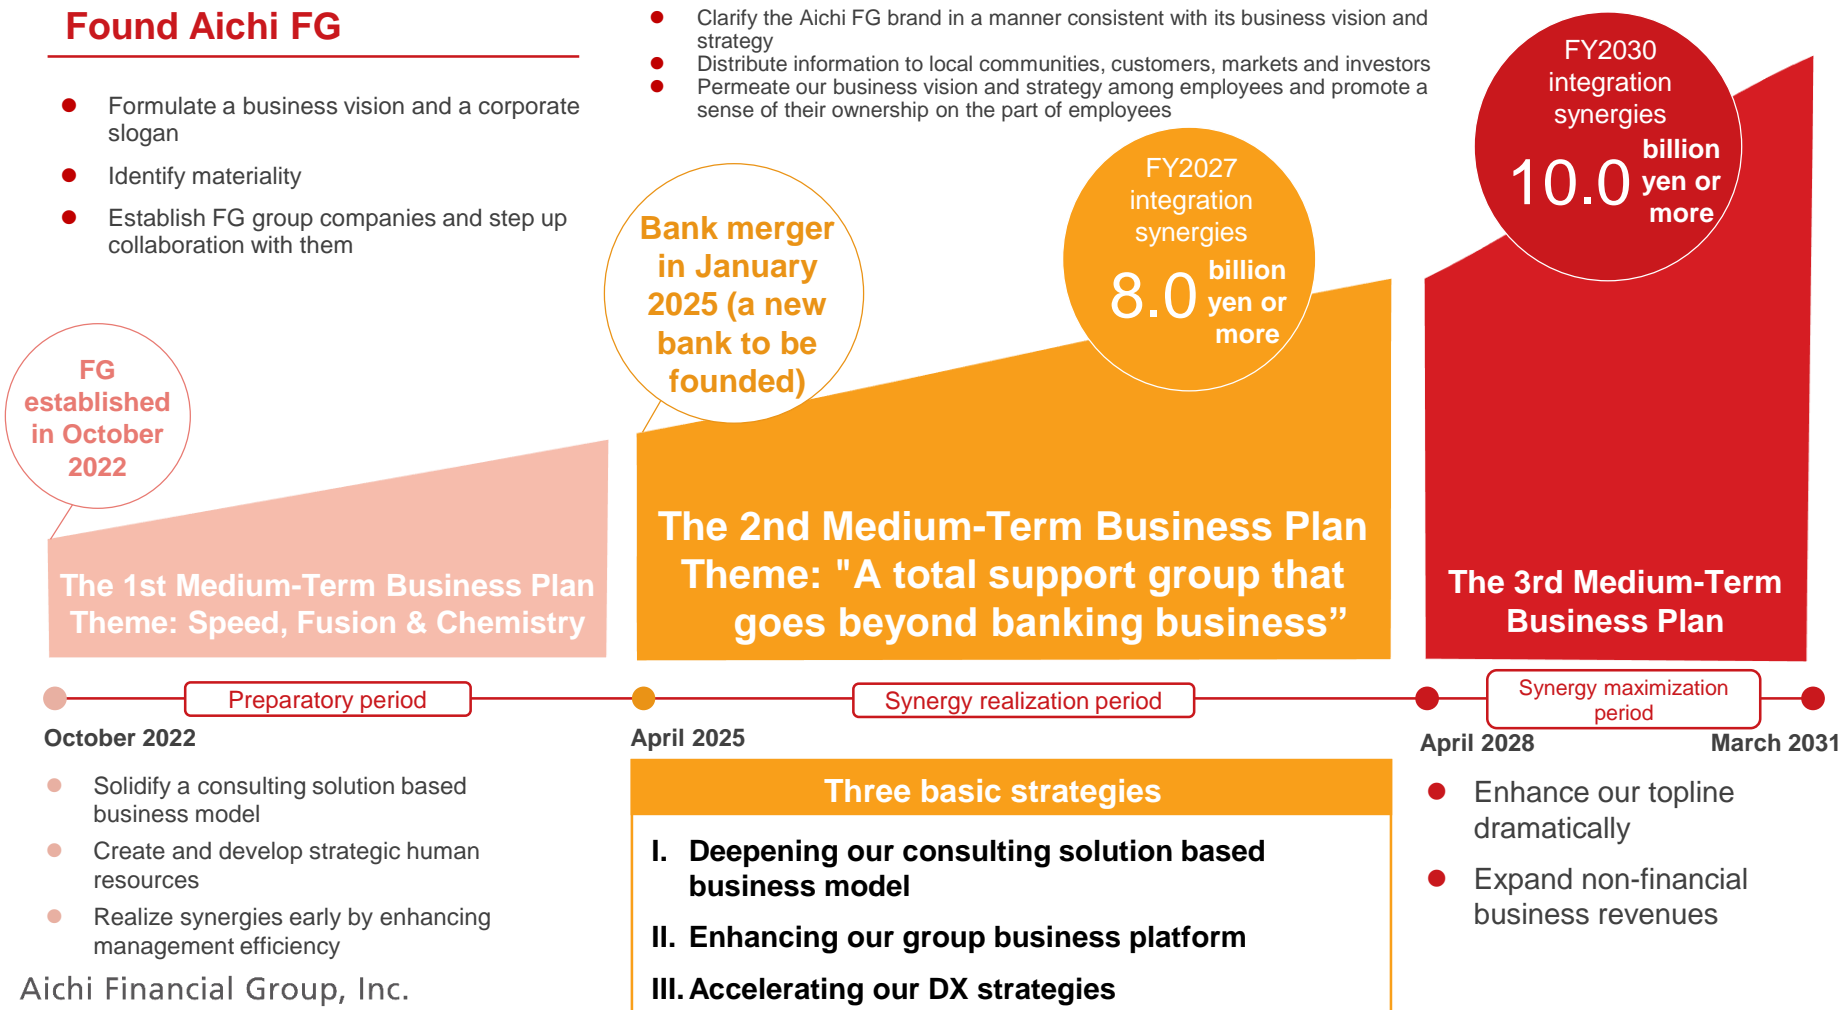 Found Aichi FG
● Formulate a business vision and a corporate
slogan
● Identify materiality
● Establish FG group companies and step up
collaboration with them
● Clarify the Aichi FG brand in a manner consistent with its business vision and
strategy
● Distribute information to local communities, customers, markets and investors
● Permeate our business vision and strategy among employees and promote a
sense of their ownership on the part of employees
FG
established
in October
2022
Bank merger
in January
2025 (a new
bank to be
founded)
FY2027
integration
synergies
8.0 billion
yen or
more
FY2030
integration
synergies
10.0 billion
yen or
more
The 1st Medium-Term Business Plan
Theme: Speed, Fusion & Chemistry
The 2nd Medium-Term Business Plan
Theme: "A total support group that
goes beyond banking business”
The 3rd Medium-Term
Business Plan
Preparatory period
Synergy realization period
Synergy maximization
period
October 2022
April 2025
April 2028
March 2031
● Solidify a consulting solution based
business model
● Create and develop strategic human
resources
● Realize synergies early by enhancing
management efficiency
Three basic strategies
I. Deepening our consulting solution based
business model
II. Enhancing our group business platform
III. Accelerating our DX strategies
● Enhance our topline
dramatically
● Expand non-financial
business revenues
Aichi Financial Group, Inc.